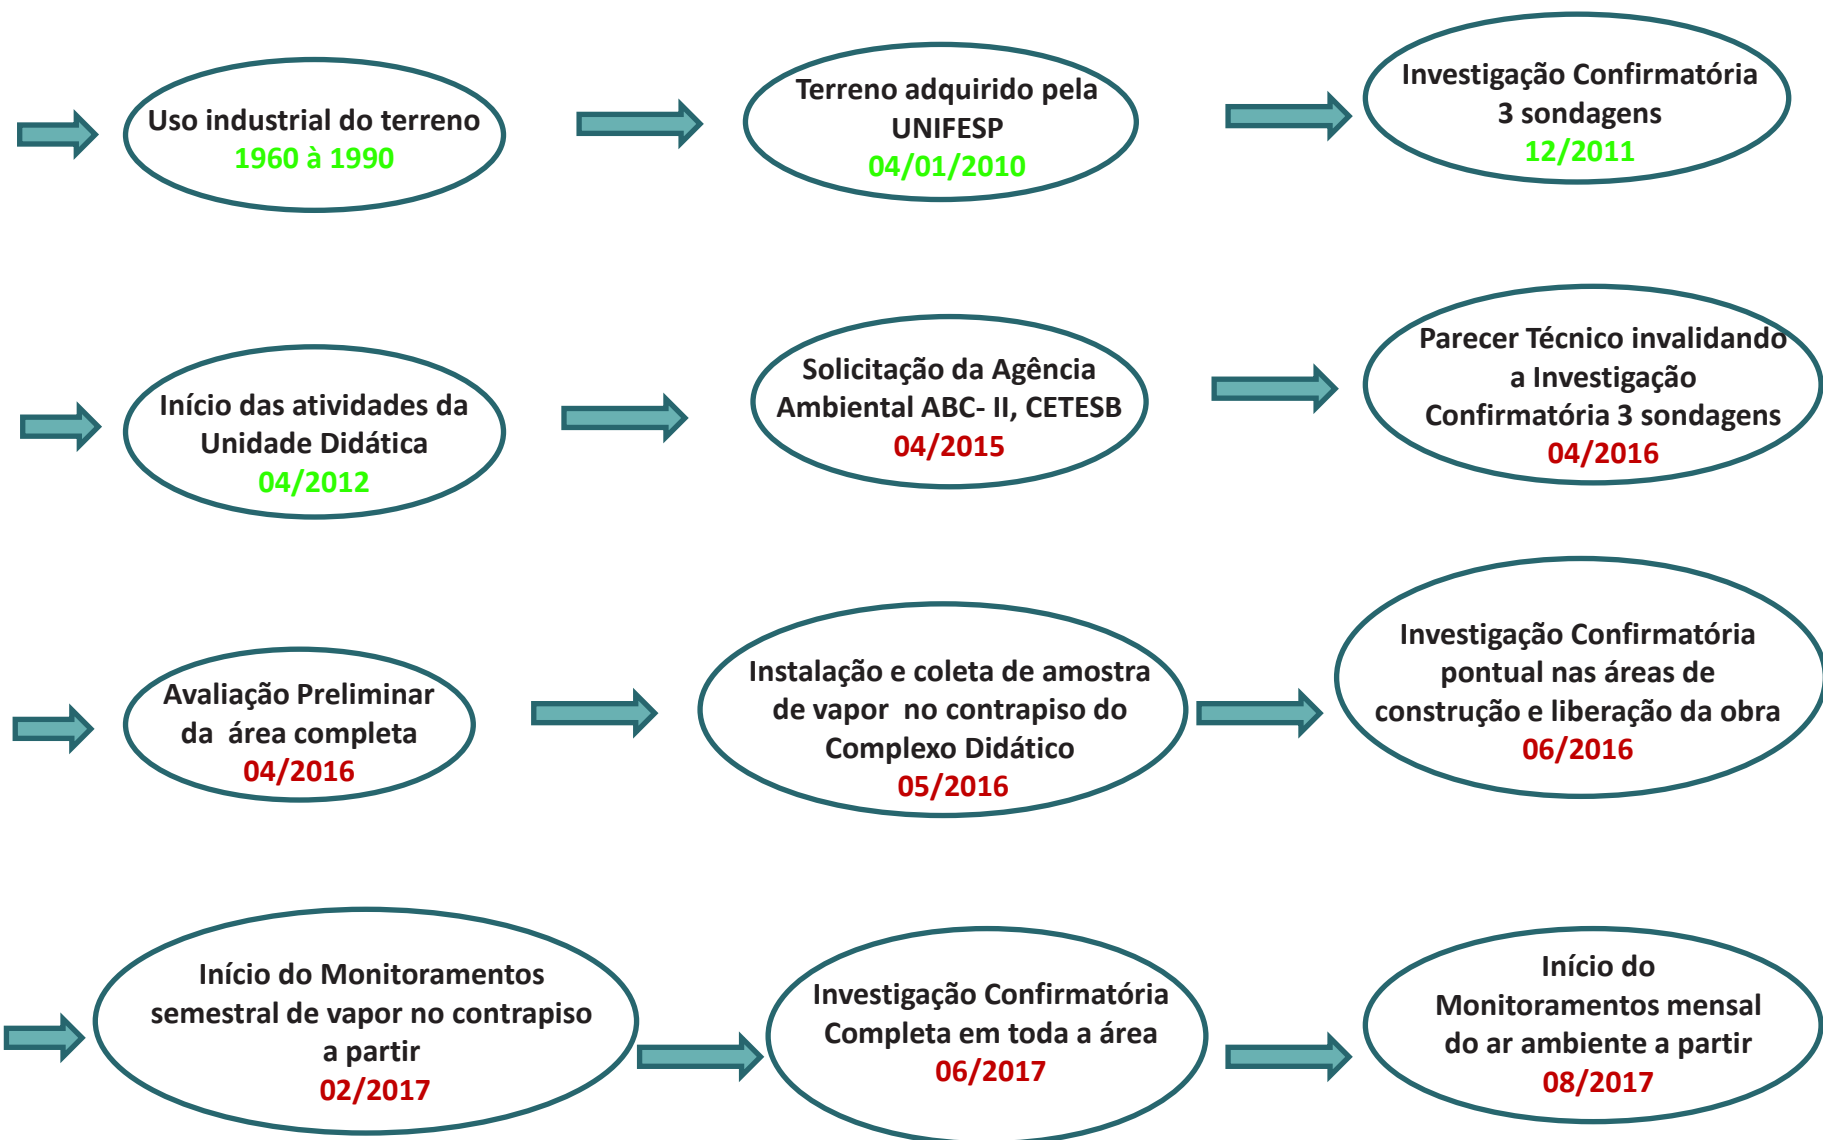 Uso industrial do terreno
1960 à 1990
Terreno adquirido pela
UNIFESP
04/01/2010
Investigação Confirmatória
3 sondagens
12/2011
Início das atividades da
Unidade Didática
04/2012
Solicitação da Agência
Ambiental ABC- II, CETESB
04/2015
Parecer Técnico invalidando
a Investigação
Confirmatória 3 sondagens
04/2016
Avaliação Preliminar
da  área completa
04/2016
Instalação e coleta de amostra
de vapor  no contrapiso do
Complexo Didático
05/2016
Investigação Confirmatória
pontual nas áreas de
construção e liberação da obra
06/2016
Início do Monitoramentos
semestral de vapor no contrapiso
a partir
02/2017
Investigação Confirmatória
Completa em toda a área
06/2017
Início do
Monitoramentos mensal
do ar ambiente a partir
08/2017